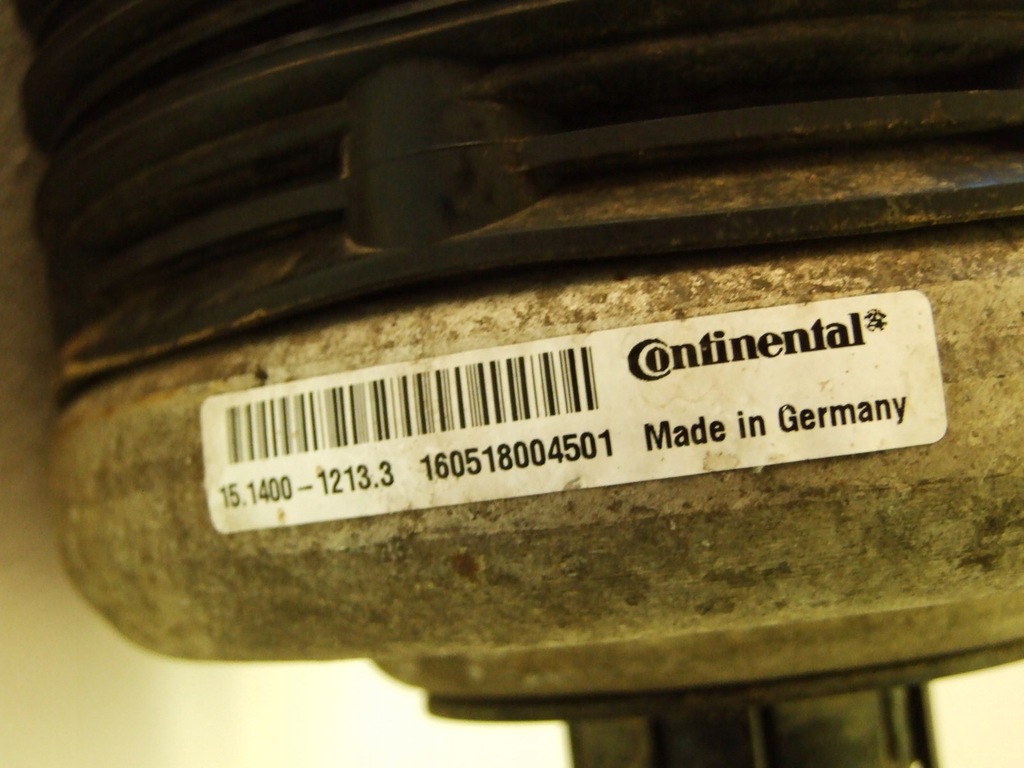 Continental
15.1400-1213.3 160518004501 Made in Germany